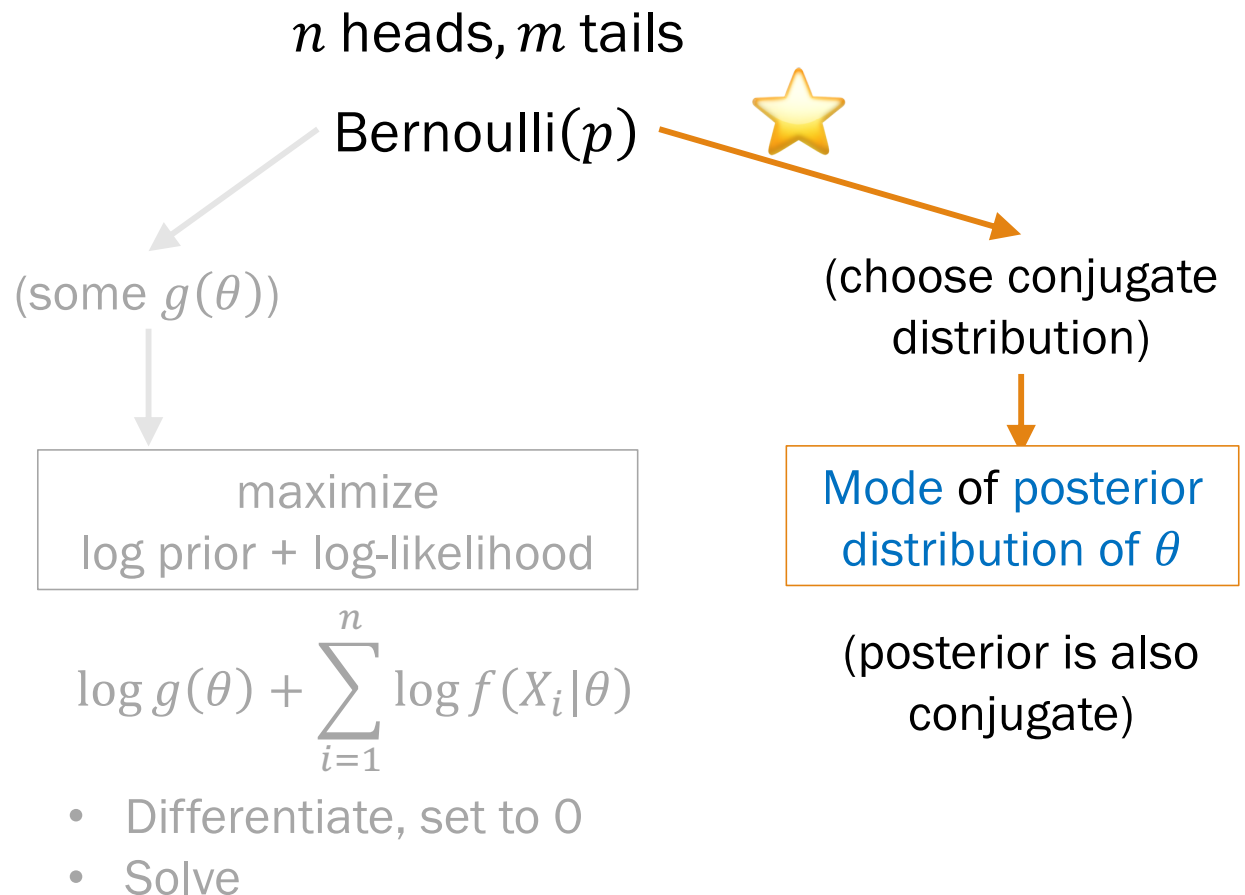 n heads, m tails
Bernoulli(p)
(some g(θ))
maximize
log prior + log-likelihood
log g(θ) + ∑_{i=1}^{n} log f(X_i|θ)
• Differentiate, set to 0
• Solve
(choose conjugate
distribution)
Mode of posterior
distribution of θ
(posterior is also
conjugate)